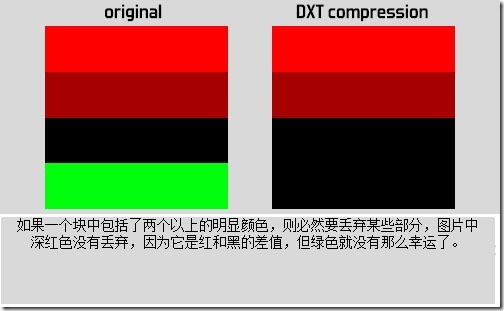 original DXT compression
如果一个块中包括了两个以上的明显颜色，则必然要丢弃某些部分，图片中
深红色没有丢弃，因为它是红和黑的差值，但绿色就没有那么幸运了。